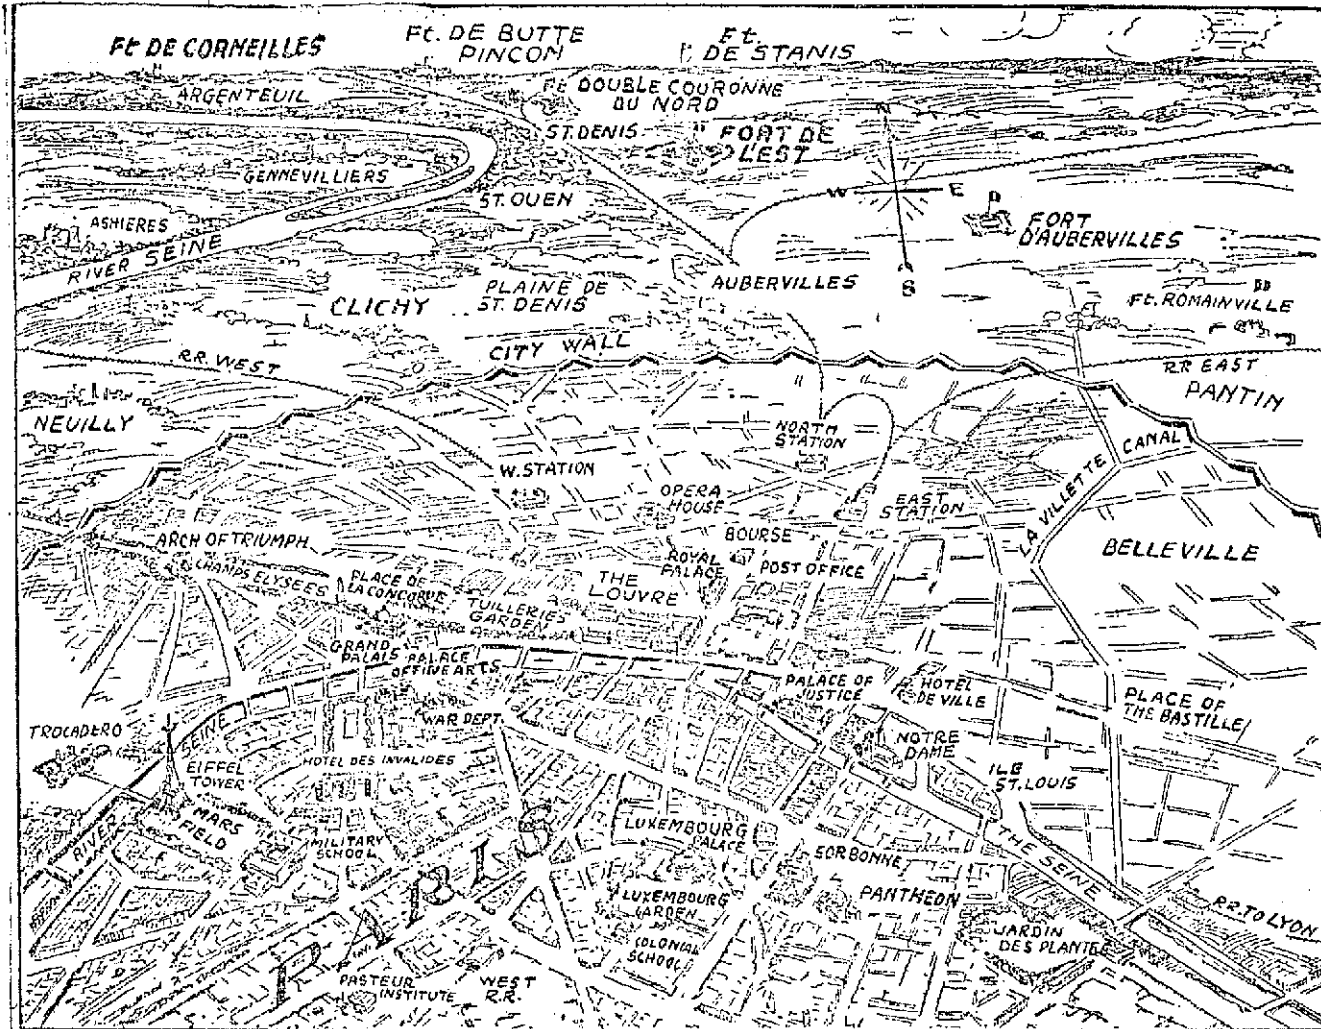 Ft DE CORMEILLES
Ft. DE BUTTE
PINCON
Ft.
DE STANIS
ARGENTEUIL
Ft DOUBLE COURONNE
DU NORD
ST. DENIS
FORT DE
L'EST
N
GENNEVILLIERS
W
E
ST. OUEN
ASHIERES
RIVER SEINE
FORT
D'AUBERVILLES
AUBERVILLES
S
PLAINE DE
ST. DENIS
CLICHY
Ft. ROMAINVILLE
CITY WALL
R.R. WEST
R.R EAST
PANTIN
NEUILLY
NORTH
STATION
LA VILLETTE CANAL
W. STATION
OPERA
HOUSE
EAST
STATION
BOURSE
ARCH OF TRIUMPH
ROYAL
PALACE
POST OFFICE
BELLEVILLE
CHAMPS ELYSEES
PLACE DE
LA CONCORDE
THE
LOUVRE
TUILLERIES
GARDEN
GRAND
PALAIS
PALACE
OF FINE ARTS
PALACE OF
JUSTICE
HOTEL
DE VILLE
PLACE OF
THE BASTILLE
WAR DEPT.
TROCADERO
SEINE
NOTRE
DAME
EIFFEL
TOWER
HOTEL DES INVALIDES
ILE
ST. LOUIS
MARS
FIELD
RIVER
MILITARY
SCHOOL
LUXEMBOURG
PALACE
THE SEINE
SORBONNE
PARIS
PANTHEON
LUXEMBOURG
GARDEN
R.R. TO LYON
JARDIN
DES PLANTE
COLONIAL
SCHOOL
PASTEUR
INSTITUTE
WEST
R.R.